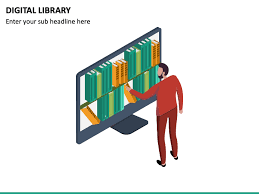 DIGITAL LIBRARY
Enter your sub headline here